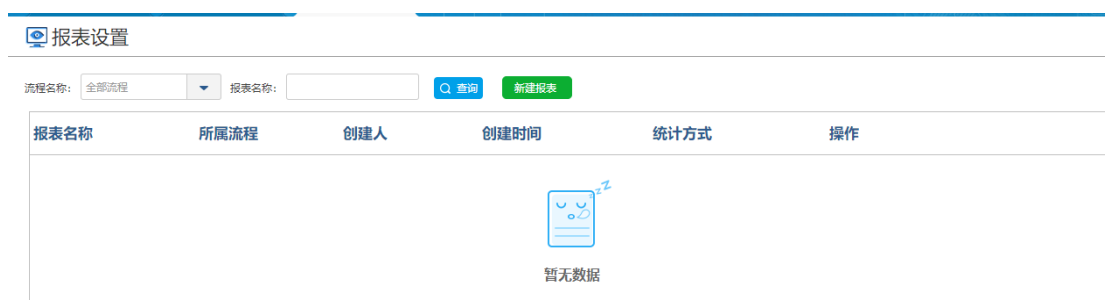 报表设置
流程名称: 全部流程 报表名称: 查询 新建报表
报表名称 所属流程 创建人 创建时间 统计方式 操作
zzZ
暂无数据